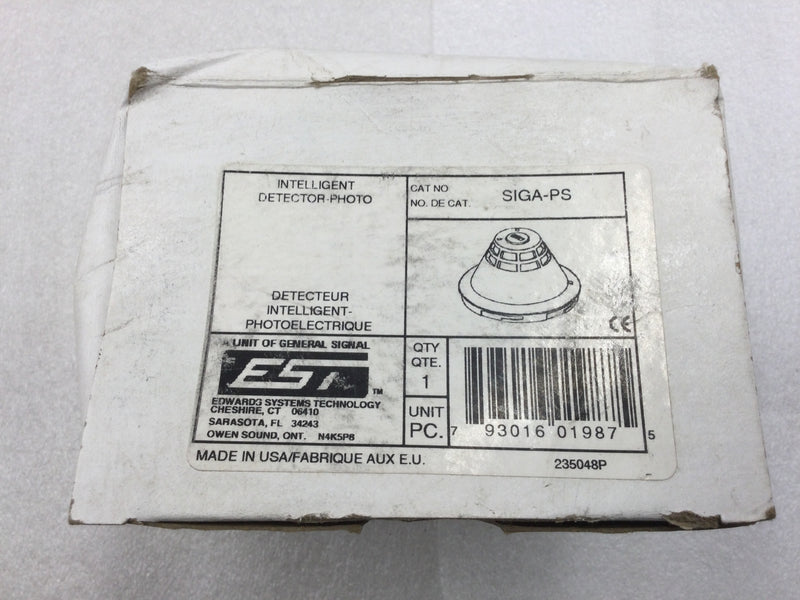 INTELLIGENT
DETECTOR-PHOTO
DETECTEUR
INTELLIGENT-
PHOTOELECTRIQUE
CAT NO
NO. DE CAT.
SIGA-PS
CE
A UNIT OF GENERAL SIGNAL
EST
TM
EDWARDS SYSTEMS TECHNOLOGY
CHESHIRE, CT 06410
SARASOTA, FL 34243
OWEN SOUND, ONT. N4K5P8
QTY
QTE.
1
UNIT
PC.
7 93016 01987 5
MADE IN USA/FABRIQUE AUX E.U.
235048P